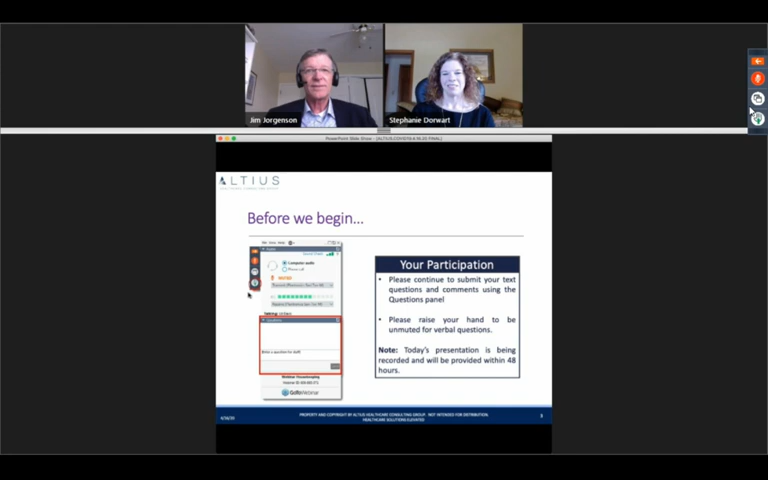 Jim Jorgenson
Stephanie Dorwart
ALTIUS
Before we begin...
Computer audio
Phone call
MUTED
Your Participation
• Please continue to submit your text
questions and comments using the
Questions panel
• Please raise your hand to be
unmuted for verbal questions.
Note: Today's presentation is being
recorded and will be provided within 48
hours.
Webinar Housekeeping
GoToWebinar
PROPERTY AND COPYRIGHT BY ALTIUS HEALTHCARE CONSULTING GROUP. NOT INTENDED FOR DISTRIBUTION.
HEALTHCARE SOLUTIONS ELEVATED
3